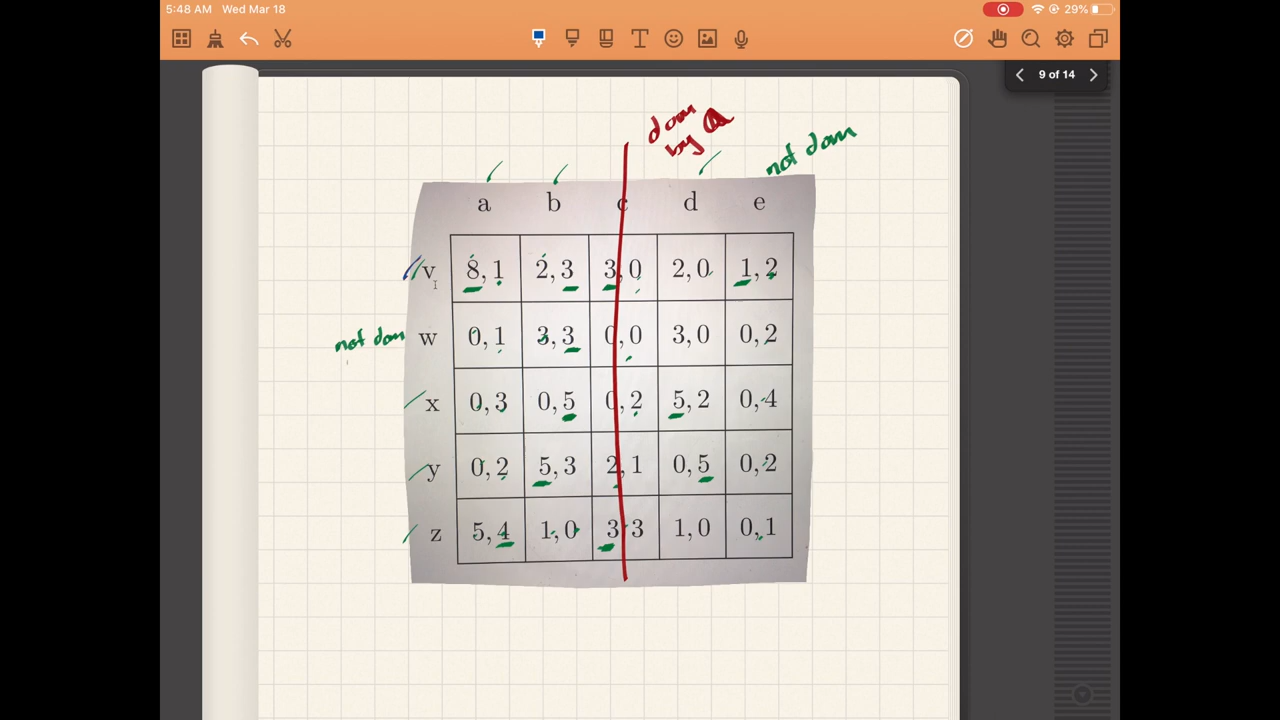 5:48 AM Wed Mar 18
29%
9 of 14
dom
by a
not dom
a b c d e
v 8, 1 2, 3 3, 0 2, 0 1, 2
not dom w 0, 1 3, 3 0, 0 3, 0 0, 2
x 0, 3 0, 5 0, 2 5, 2 0, 4
y 0, 2 5, 3 2, 1 0, 5 0, 2
z 5, 4 1, 0 3, 3 1, 0 0, 1